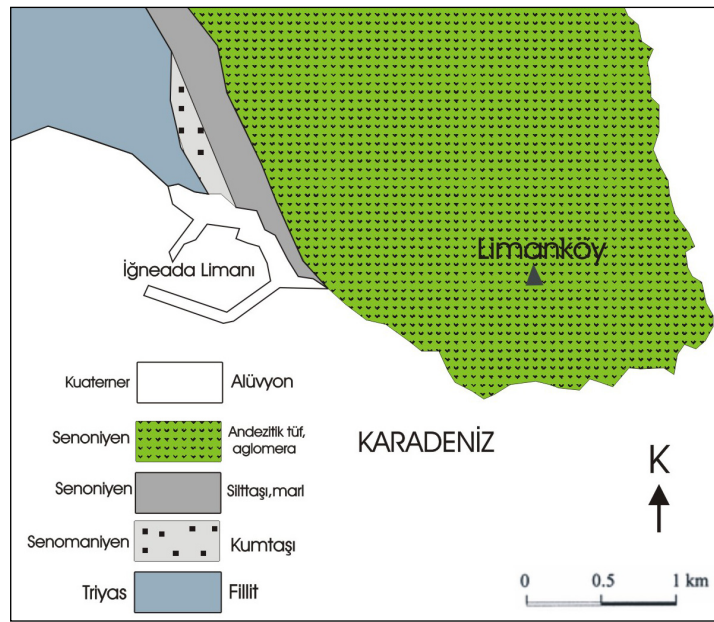 Limanköy
İğneada Limanı
Kuaterner Alüvyon
Senoniyen Andezitik tüf,
aglomera
KARADENİZ
K
Senoniyen Silttaşı,marl
Senomaniyen Kumtaşı
Triyas Fillit
0 0.5 1 km